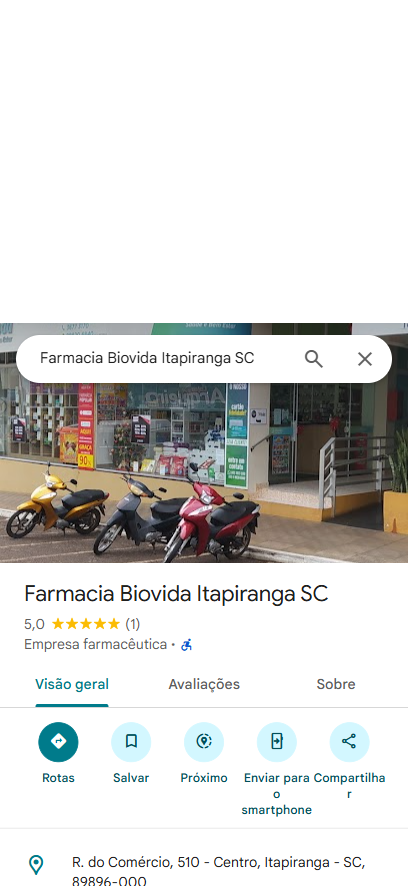 Farmacia Biovida Itapiranga SC
Farmacia Biovida Itapiranga SC
5,0 (1)
Empresa farmacêutica ·
Visão geral
Avaliações
Sobre
Rotas
Salvar
Próximo
Enviar para o smartphone
Compartilhar
R. do Comércio, 510 - Centro, Itapiranga - SC,
89896-000